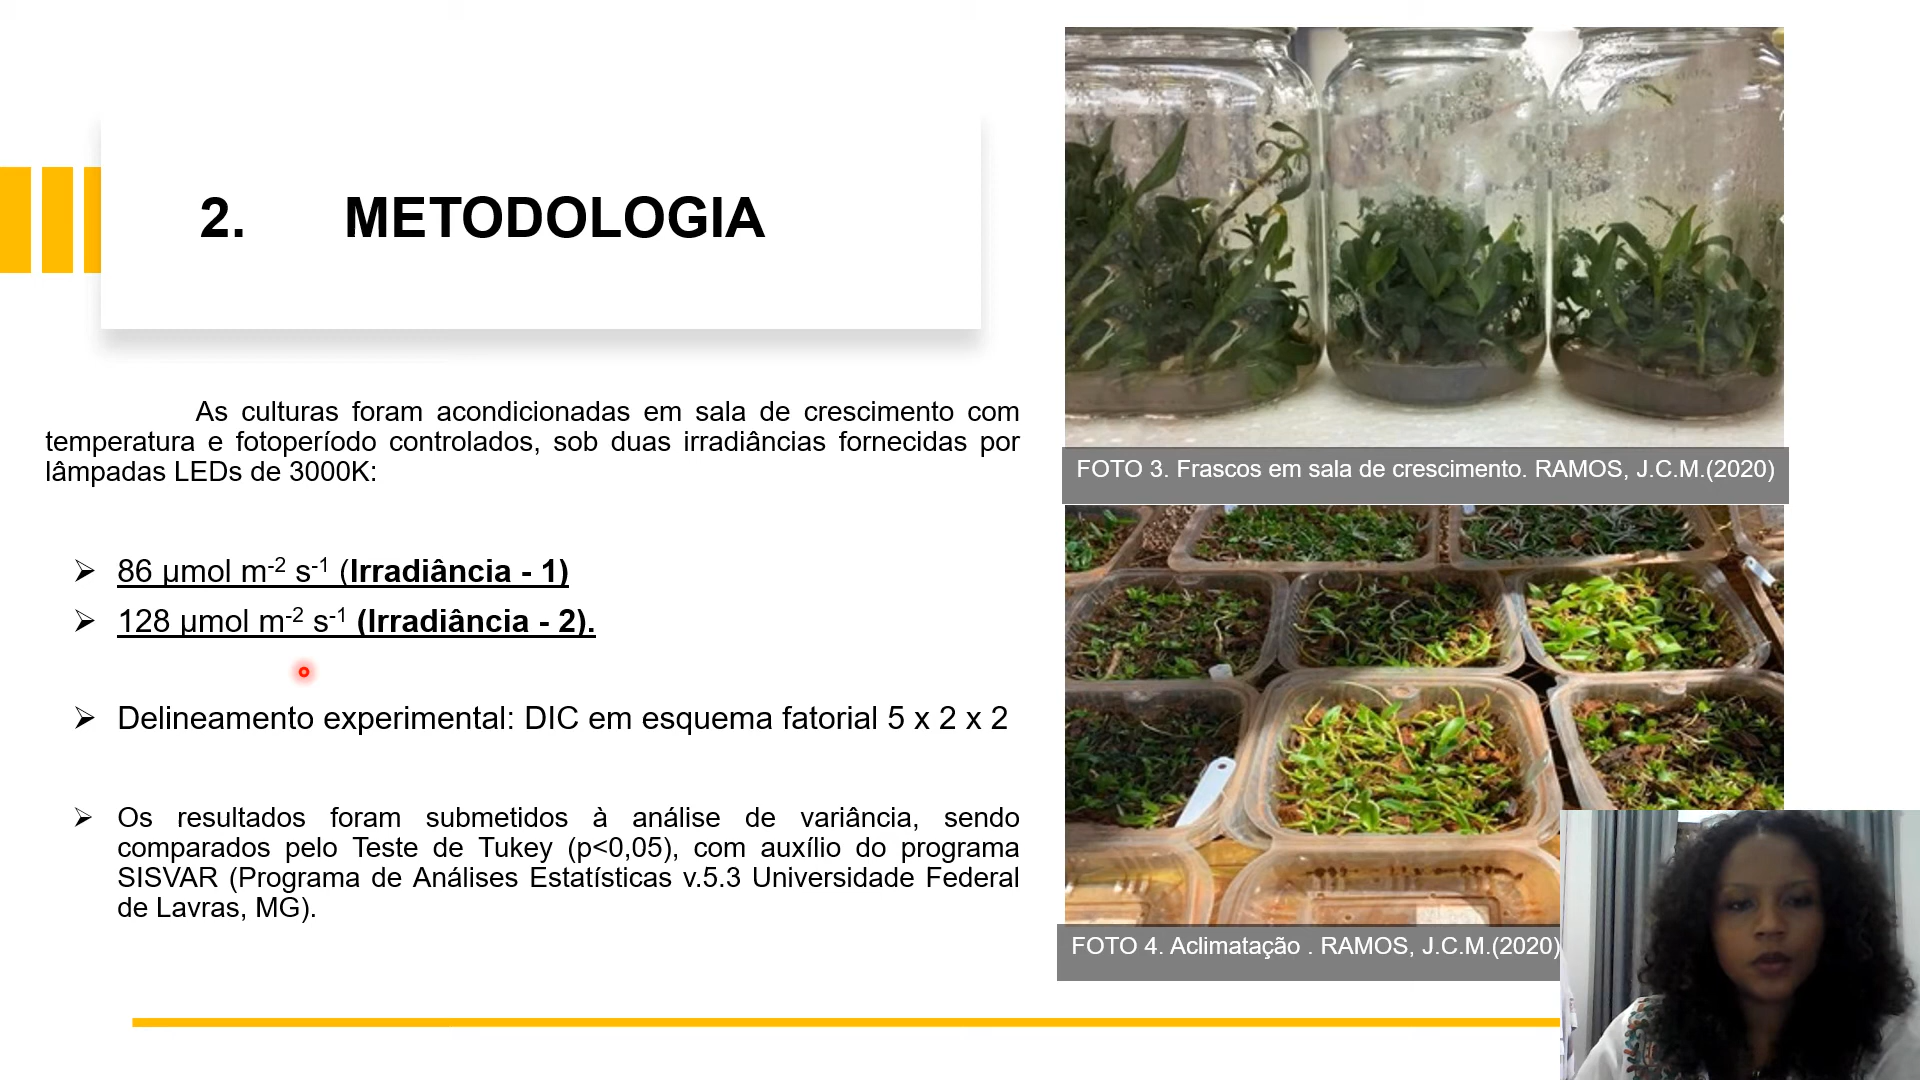 2. METODOLOGIA
As culturas foram acondicionadas em sala de crescimento com
temperatura e fotoperíodo controlados, sob duas irradiâncias fornecidas por
lâmpadas LEDs de 3000K:
➢ 86 µmol m⁻² s⁻¹ (Irradiância - 1)
➢ 128 µmol m⁻² s⁻¹ (Irradiância - 2).
➢ Delineamento experimental: DIC em esquema fatorial 5 x 2 x 2
➢ Os resultados foram submetidos à análise de variância, sendo
comparados pelo Teste de Tukey (p<0,05), com auxílio do programa
SISVAR (Programa de Análises Estatísticas v.5.3 Universidade Federal
de Lavras, MG).
FOTO 3. Frascos em sala de crescimento. RAMOS, J.C.M.(2020)
FOTO 4. Aclimatação . RAMOS, J.C.M.(2020)